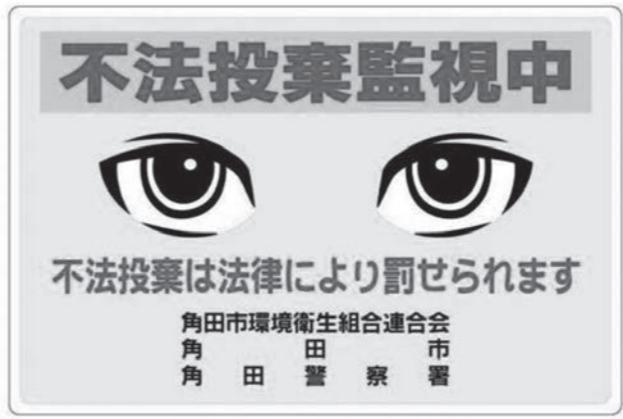 不法投棄監視中
不法投棄は法律により罰せられます
角田市環境衛生組合連合会
角田市
角田警察署